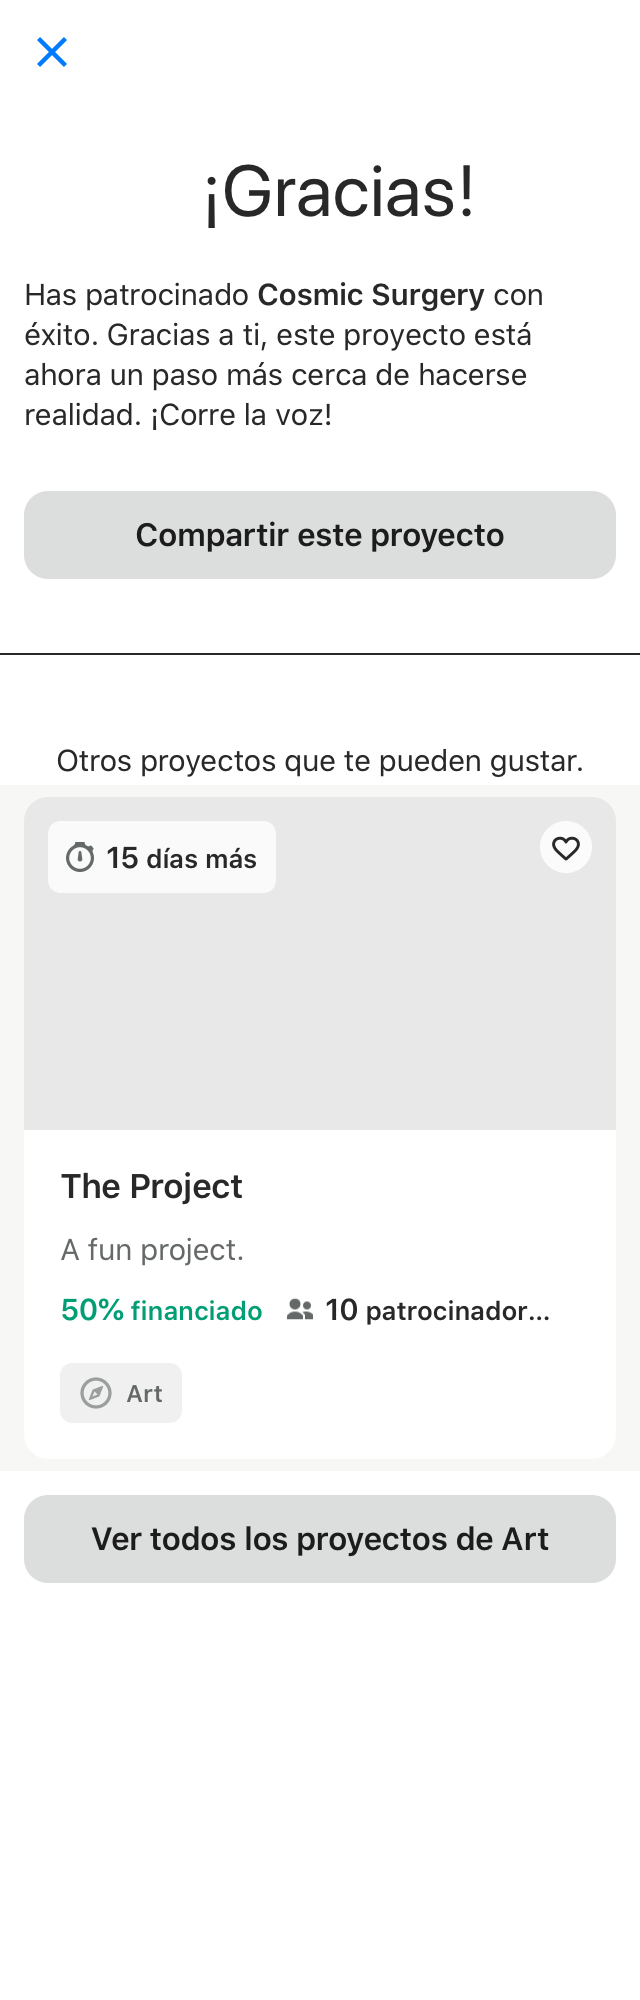 ¡Gracias!
Has patrocinado Cosmic Surgery con
éxito. Gracias a ti, este proyecto está
ahora un paso más cerca de hacerse
realidad. ¡Corre la voz!
Compartir este proyecto
Otros proyectos que te pueden gustar.
15 días más
The Project
A fun project.
50% financiado 10 patrocinador...
Art
Ver todos los proyectos de Art